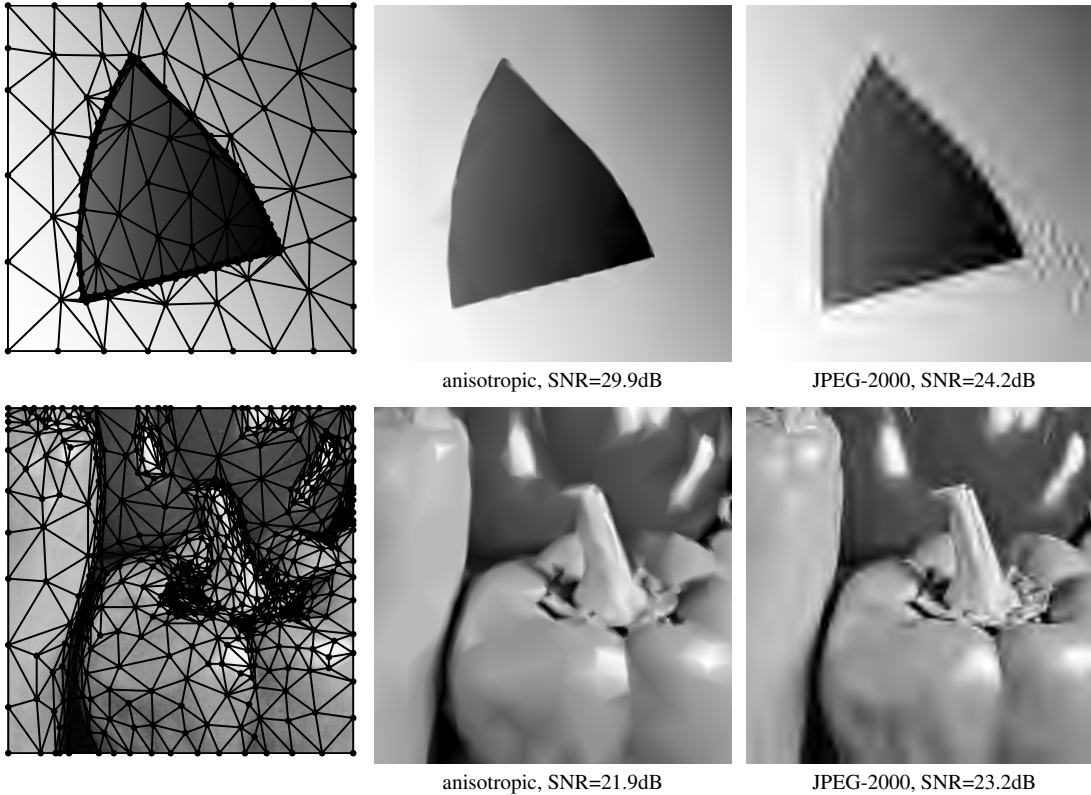 anisotropic, SNR=29.9dB
JPEG-2000, SNR=24.2dB
anisotropic, SNR=21.9dB
JPEG-2000, SNR=23.2dB